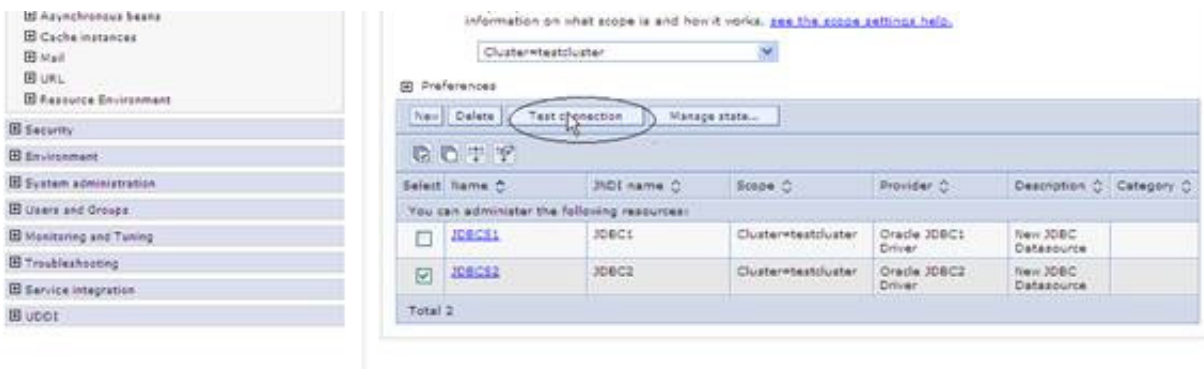 Asynchronous beans
Cache instances
Mail
URL
Resource Environment
Security
Environment
System administration
Users and Groups
Monitoring and Tuning
Troubleshooting
Service integration
UDDI
information on what scope is and how it works, see the scope settings help.
Cluster=testcluster
Preferences
New Delete Test connection Manage state...
Select Name JNDI name Scope Provider Description Category
You can administer the following resources:
JDBCS1 JDBC1 Cluster=testcluster Oracle JDBC1 Driver New JDBC Datasource
JDBCS2 JDBC2 Cluster=testcluster Oracle JDBC2 Driver New JDBC Datasource
Total 2